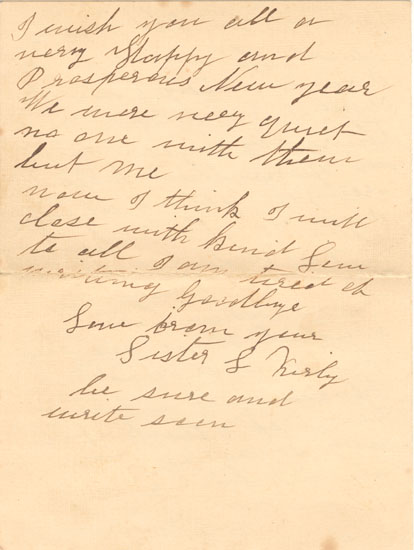 I wish you all a
very Happy and
Prosperous New year
We were very quiet
no one with them
but me
now I think I will
close with kind Love
to all I am tired of
writing Goodbye
Love from your
Sister S Kirby
be sure and
write soon